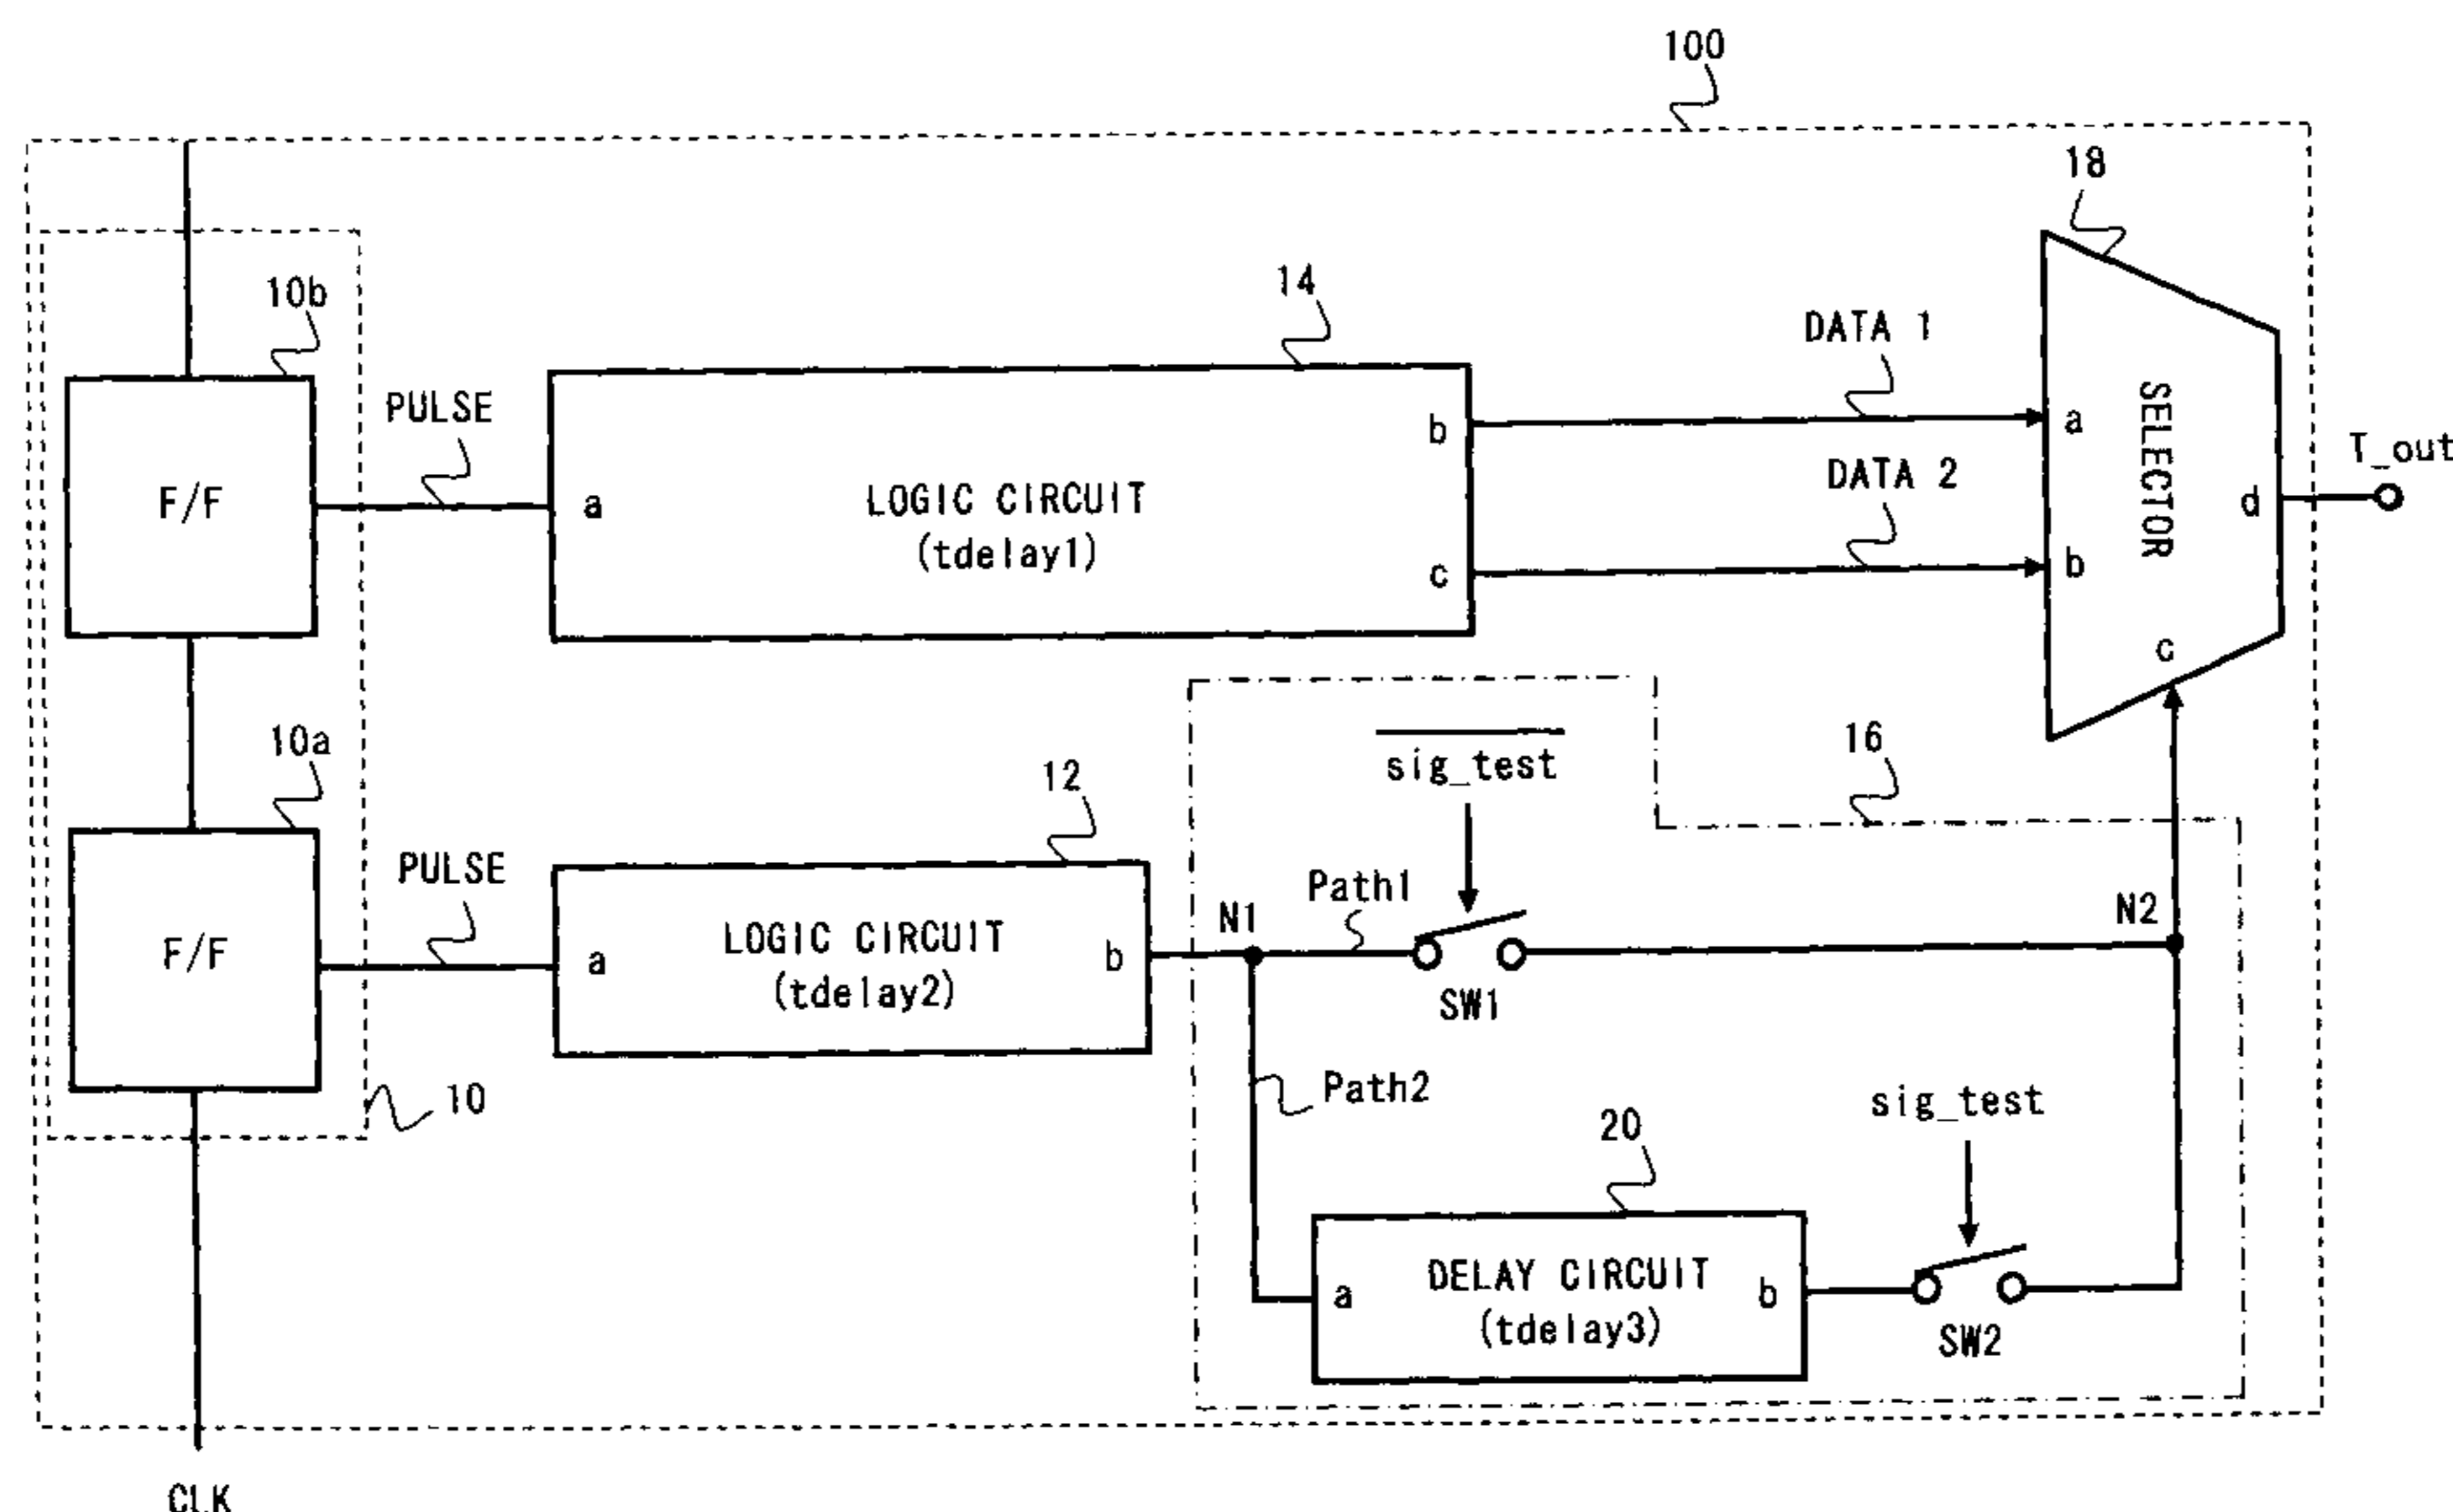 100
18
10b
14
DATA 1
PULSE
a
SELECTOR
T_out
b
F/F
a
LOGIC CIRCUIT
(tdelay1)
DATA 2
d
c
b
c
10a
12
sig_test
16
PULSE
Path1
N1
N2
F/F
a
LOGIC CIRCUIT
(tdelay2)
b
SW1
10
Path2
20
sig_test
a
DELAY CIRCUIT
(tdelay3)
b
SW2
CLK